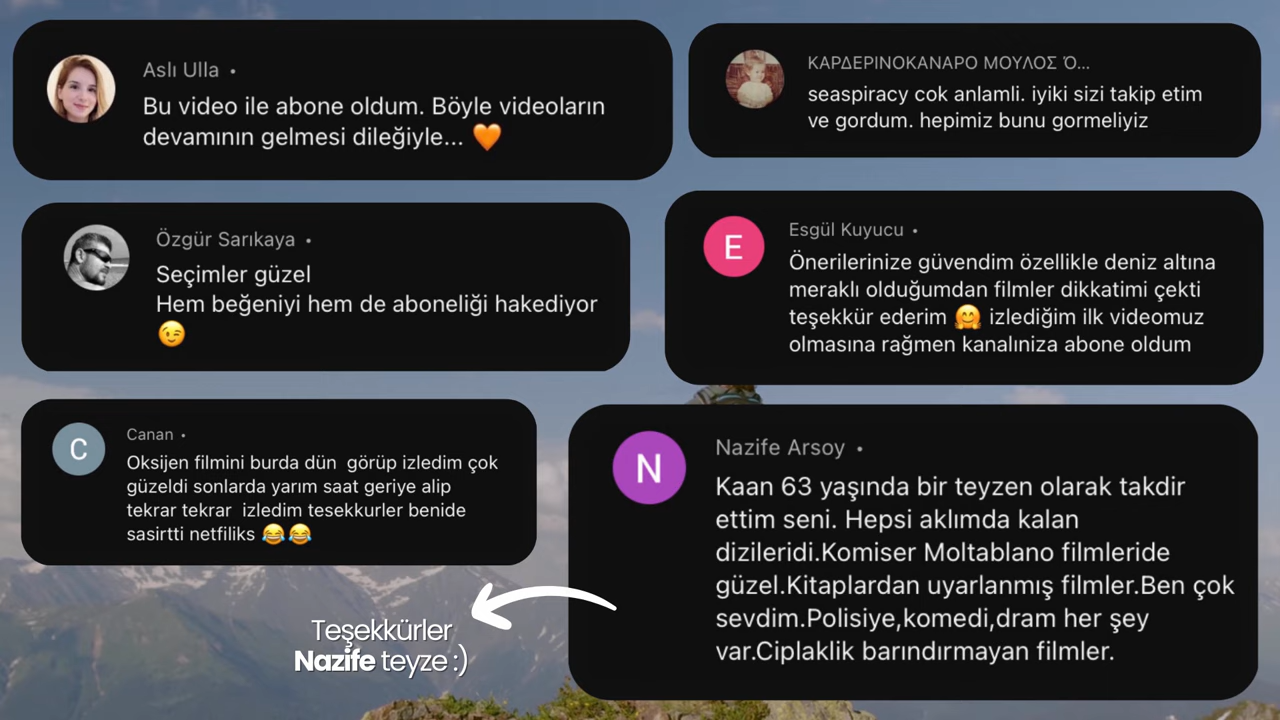 Aslı Ulla •
Bu video ile abone oldum. Böyle videoların
devamının gelmesi dileğiyle... 🧡
ΚΑΡΔΕΡΙΝΟΚΑΝΑΡΟ ΜΟΥΛΟΣ Ό...
seaspiracy cok anlamli. iyiki sizi takip etim
ve gordum. hepimiz bunu gormeliyiz
Özgür Sarıkaya •
Seçimler güzel
Hem beğeniyi hem de aboneliği hakediyor
😉
E
Esgül Kuyucu •
Önerilerinize güvendim özellikle deniz altına
meraklı olduğumdan filmler dikkatimi çekti
teşekkür ederim 🤗 izlediğim ilk videomuz
olmasına rağmen kanalıniza abone oldum
C
Canan •
Oksijen filmini burda dün  görüp izledim çok
güzeldi sonlarda yarım saat geriye alip
tekrar tekrar  izledim tesekkurler benide
sasirtti netfiliks 😂😂
N
Nazife Arsoy •
Kaan 63 yaşında bir teyzen olarak takdir
ettim seni. Hepsi aklımda kalan
dizileridi.Komiser Moltablano filmleride
güzel.Kitaplardan uyarlanmış filmler.Ben çok
sevdim.Polisiye,komedi,dram her şey
var.Ciplaklik barındırmayan filmler.
Teşekkürler
Nazife teyze :)